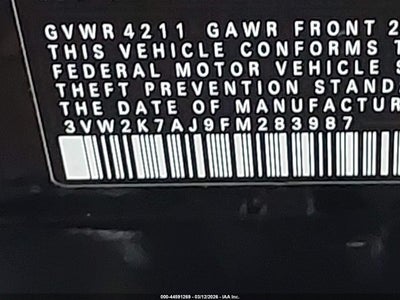 GVWR 4211 GAWR FRONT 2
THIS VEHICLE CONFORMS T
FEDERAL MOTOR VEHICLE S
THEFT PREVENTION STAND
THE DATE OF MANUFACTUR
3VW2K7AJ9FM283987
000-44591269 - 03/12/2026 - IAA Inc.